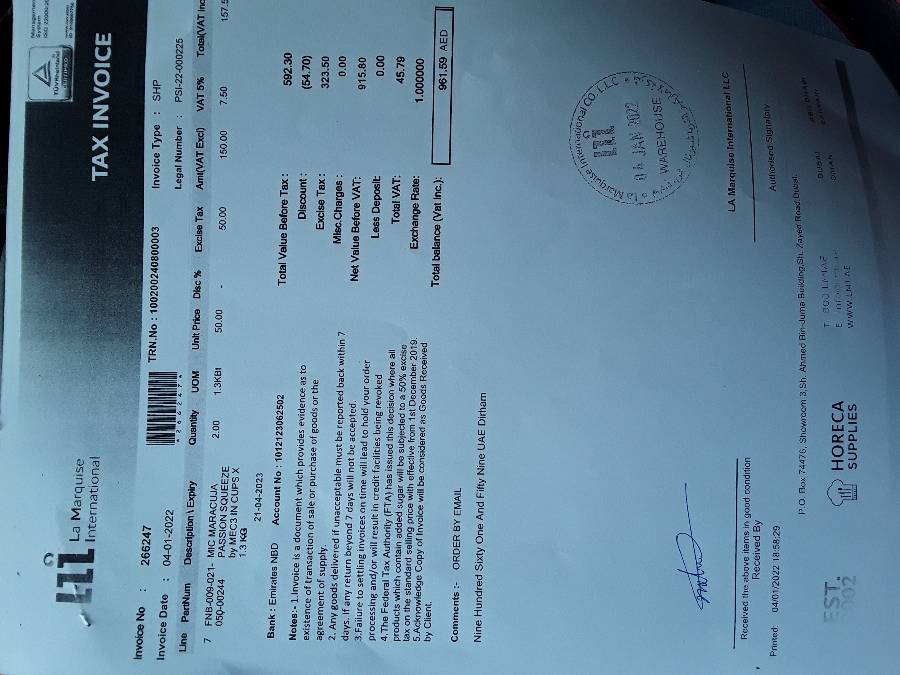 La Marquise
International
TAX INVOICE
Management
System
TÜVRheinland
CERTIFIED
Invoice No : 266247
*266247*
TRN.No : 100200240800003
Invoice Type : SHP
Invoice Date : 04-01-2022
Legal Number : PSI-22-000225
Line PartNum Description \ Expiry Quantity UOM Unit Price Disc % Excise Tax Amt(VAT Excl) VAT 5% Total(VAT Inc
7 FNB-009-021- MIC MARACUJA 2.00 1.3KBt 50.00 - 50.00 150.00 7.50 157.5
050-00244 PASSION SQUEEZE
by MEC3 IN CUPS X
1.3 KG
21-04-2023
Bank : Emirates NBD Account No : 1012123062502
Total Value Before Tax : 592.30
Discount : (54.70)
Excise Tax : 323.50
Misc.Charges : 0.00
Net Value Before VAT: 915.80
Less Deposit: 0.00
Total VAT: 45.79
Exchange Rate: 1.000000
Total balance (Vat Inc.): 961.59 AED
Notes:- 1.Invoice is a document which provides evidence as to
existence of transaction of sale or purchase of goods or the
agreement of supply.
2. Any goods delivered if unacceptable must be reported back within 7
days. If any return beyond 7 days will not be accepted.
3.Failure to settling invoices on time will lead to hold your order
processing and/or will result in credit facilities being revoked
4.The Federal Tax Authority (FTA) has issued this decision where all
products which contain added sugar will be subjected to a 50% excise
tax on the standard selling price with effective from 1st December 2019.
5.Acknowledge Copy of Invoice will be considered as Goods Received
by Client.
Comments :- ORDER BY EMAIL
Nine Hundred Sixty One And Fifty Nine UAE Dirham
La Marquise International CO. L.L.C
04 JAN 2022
WAREHOUSE
LA Marquise International LLC
Authorised Signatory
Received the above items in good condition
Received By
Printed: 04/01/2022 18:58:29
P.O. Box 74476, Showroom 3,Sh. Ahmed Bin-Juma Building,Sh. Zayed Road Dubai.
EST.
2002
HORECA
SUPPLIES
T 800 LMIAE
WWW.LMI.AE
DUBAI
OMAN
ABU DHABI
BAHRAIN